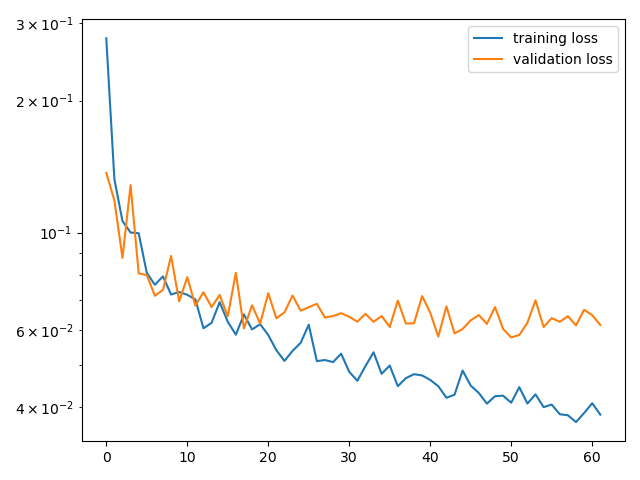 3 × 10⁻¹
2 × 10⁻¹
10⁻¹
6 × 10⁻²
4 × 10⁻²
0 10 20 30 40 50 60
training loss
validation loss